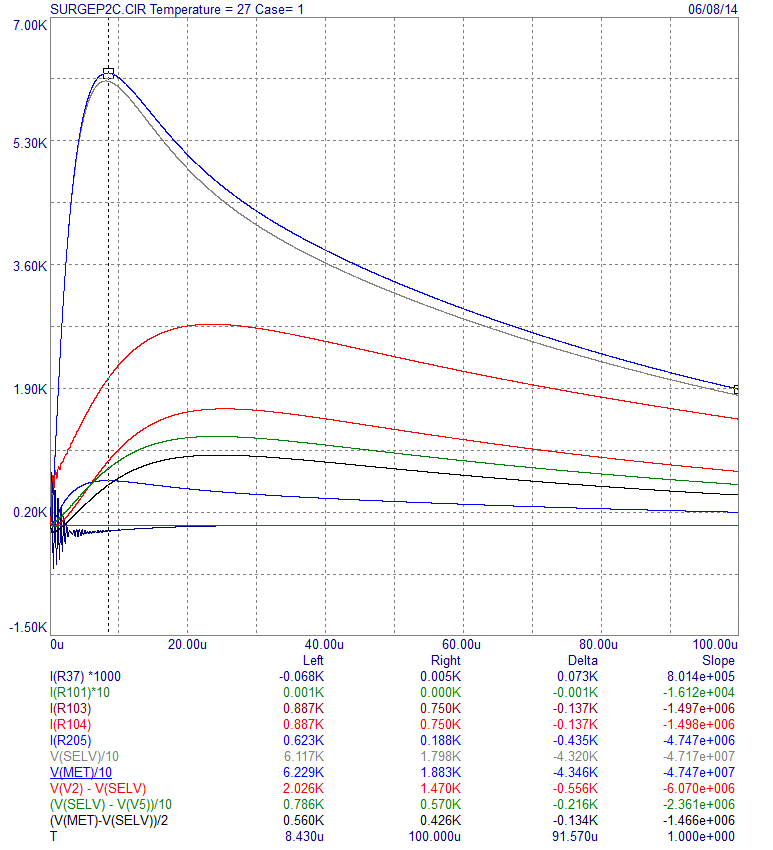 SURGEP2C.CIR Temperature = 27 Case= 1 06/08/14
7.00K
5.30K
3.60K
1.90K
0.20K
-1.50K
0u 20.00u 40.00u 60.00u 80.00u 100.00u
Left Right Delta Slope
I(R37) *1000 -0.068K 0.005K 0.073K 8.014e+005
I(R101)*10 0.001K 0.000K -0.001K -1.612e+004
I(R103) 0.887K 0.750K -0.137K -1.497e+006
I(R104) 0.887K 0.750K -0.137K -1.498e+006
I(R205) 0.623K 0.188K -0.435K -4.747e+006
V(SELV)/10 6.117K 1.798K -4.320K -4.717e+007
V(MET)/10 6.229K 1.883K -4.346K -4.747e+007
V(V2) - V(SELV) 2.026K 1.470K -0.556K -6.070e+006
(V(SELV) - V(V5))/10 0.786K 0.570K -0.216K -2.361e+006
(V(MET)-V(SELV))/2 0.560K 0.426K -0.134K -1.466e+006
T 8.430u 100.000u 91.570u 1.000e+000